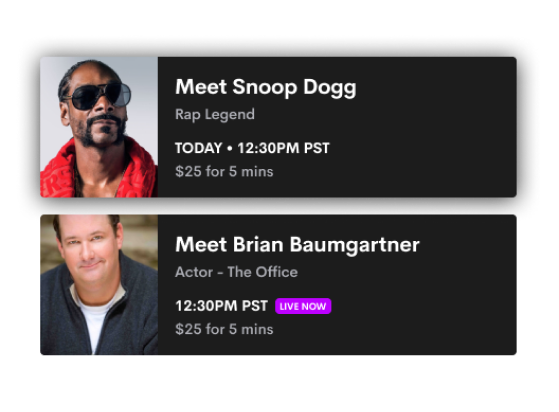 Meet Snoop Dogg
Rap Legend
TODAY • 12:30PM PST
$25 for 5 mins
Meet Brian Baumgartner
Actor - The Office
12:30PM PST LIVE NOW
$25 for 5 mins